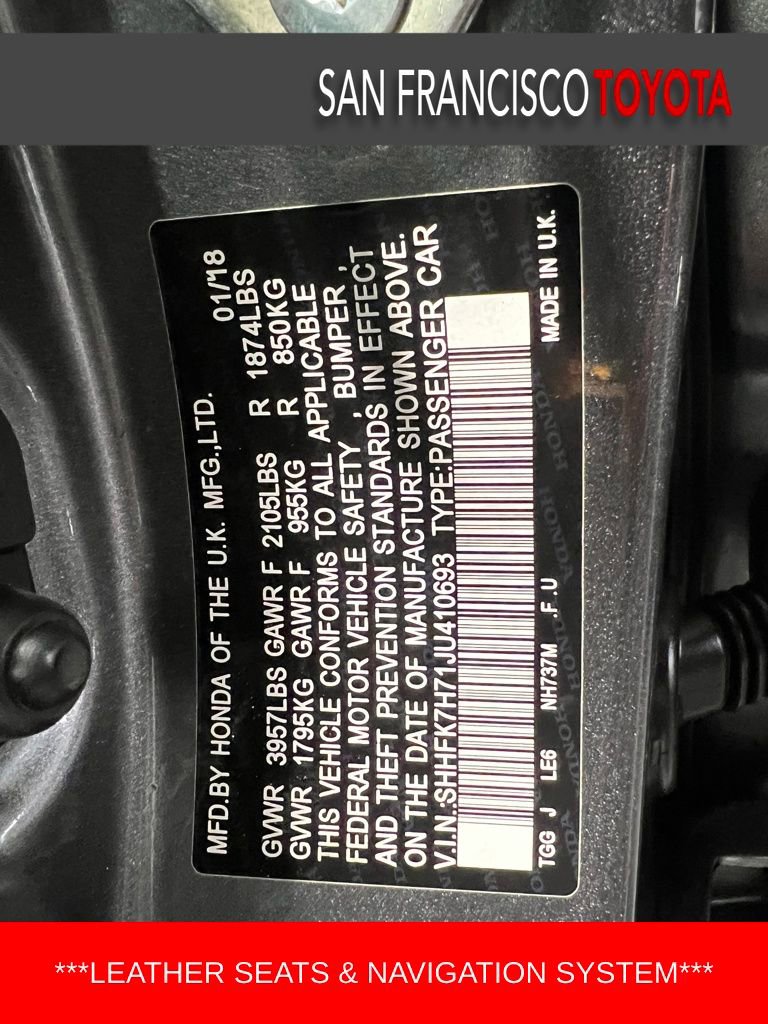 SAN FRANCISCO TOYOTA
MFD.BY HONDA OF THE U.K. MFG.,LTD. 01/18
GVWR 3957LBS GAWR F 2105LBS R 1874LBS
GVWR 1795KG GAWR F 955KG R 850KG
THIS VEHICLE CONFORMS TO ALL APPLICABLE
FEDERAL MOTOR VEHICLE SAFETY , BUMPER ,
AND THEFT PREVENTION STANDARDS IN EFFECT
ON THE DATE OF MANUFACTURE SHOWN ABOVE.
V.I.N:SHHFK7H71JU410693 TYPE:PASSENGER CAR
TGG J LE6 NH737M .F.U MADE IN U.K.
***LEATHER SEATS & NAVIGATION SYSTEM***